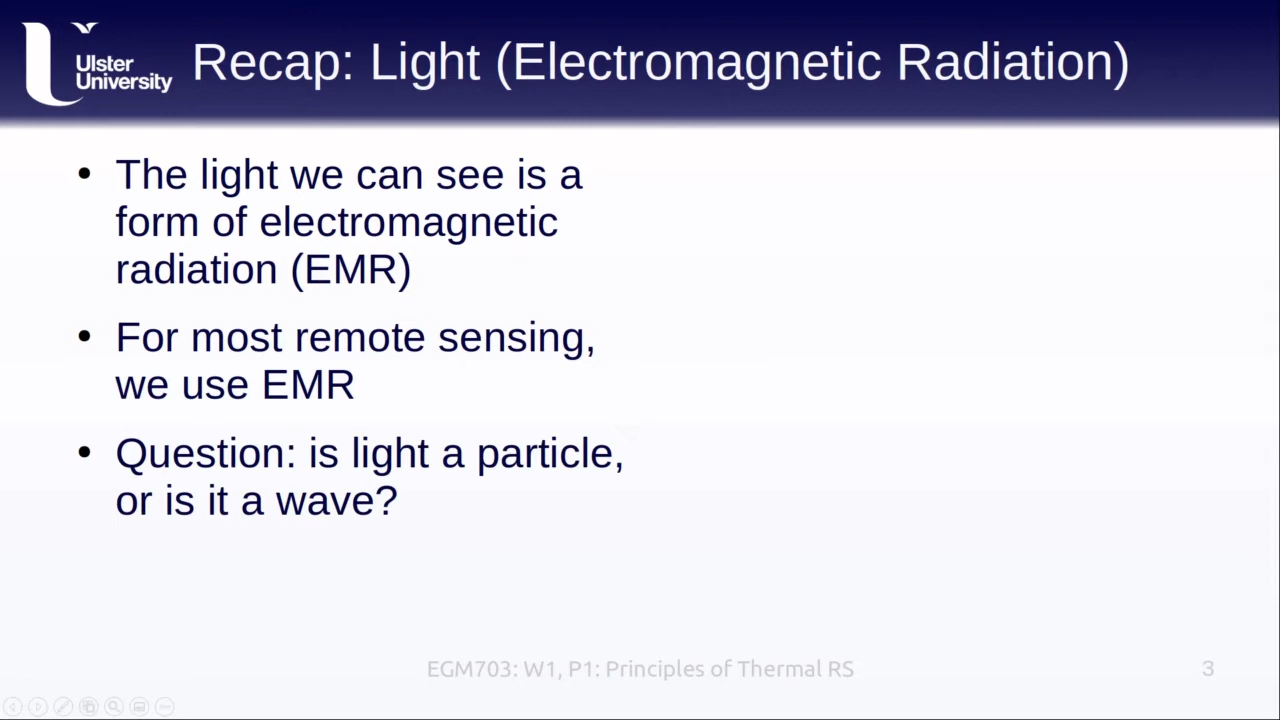 Ulster
University
Recap: Light (Electromagnetic Radiation)
The light we can see is a
form of electromagnetic
radiation (EMR)
For most remote sensing,
we use EMR
Question: is light a particle,
or is it a wave?
EGM703: W1, P1: Principles of Thermal RS
3